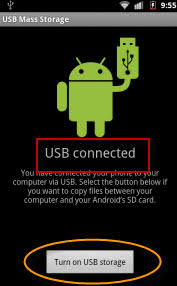 9:55
USB Mass Storage
USB connected
You have connected your phone to your
computer via USB. Select the button below if
you want to copy files between your
computer and your Android's SD card.
Turn on USB storage